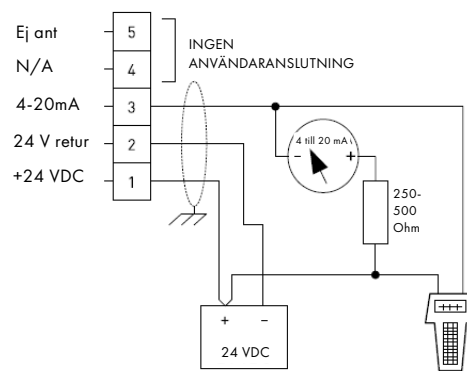 Ej ant
5
INGEN
ANVÄNDARANSLUTNING
N/A
4
4-20mA
3
24 V retur
2
+24 VDC
1
4 till 20 mA
- +
250-
500
Ohm
+ -
24 VDC